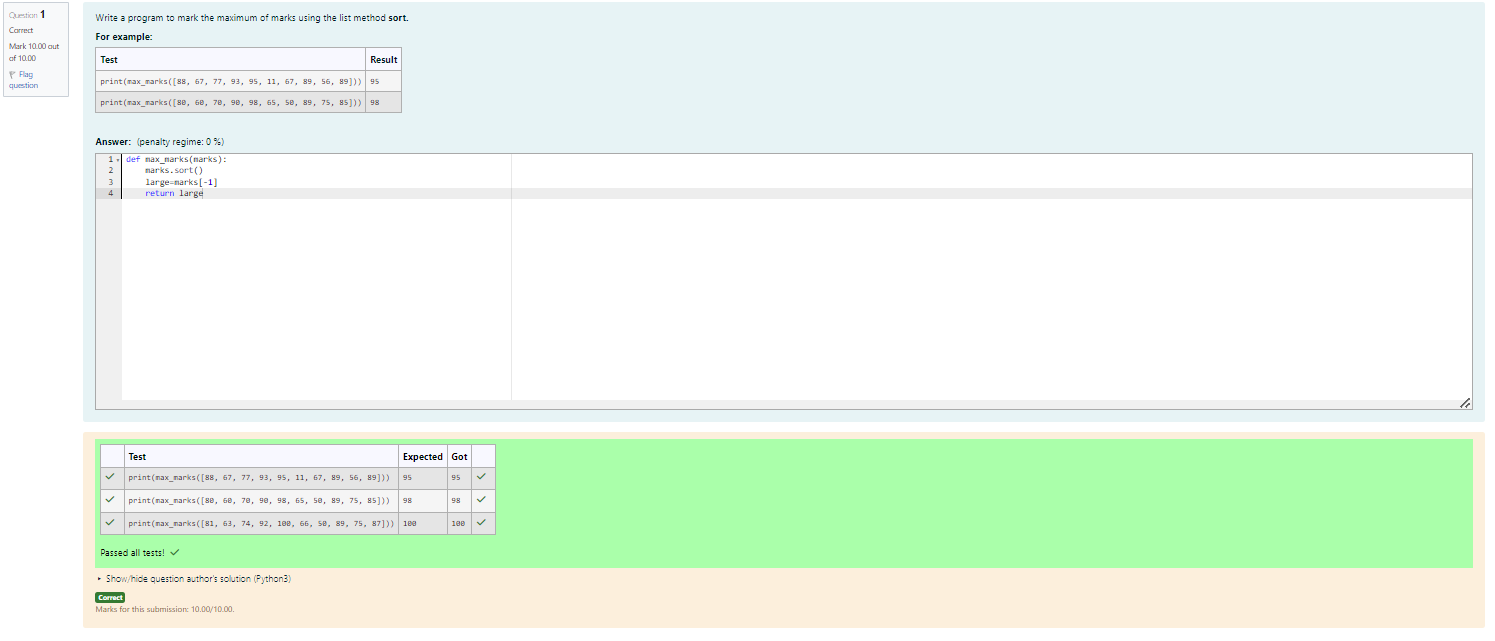 Question 1
Correct
Mark 10.00 out
of 10.00
Flag
question
Write a program to mark the maximum of marks using the list method sort.
For example:
Test Result
print(max_marks([88, 67, 77, 93, 95, 11, 67, 89, 56, 89])) 95
print(max_marks([80, 60, 70, 90, 98, 65, 50, 89, 75, 85])) 98
Answer: (penalty regime: 0 %)
1 def max_marks(marks):
2 marks.sort()
3 large=marks[-1]
4 return large
Test Expected Got
print(max_marks([88, 67, 77, 93, 95, 11, 67, 89, 56, 89])) 95 95
print(max_marks([80, 60, 70, 90, 98, 65, 50, 89, 75, 85])) 98 98
print(max_marks([81, 63, 74, 92, 100, 66, 50, 89, 75, 87])) 100 100
Passed all tests!
Show/hide question author's solution (Python3)
Correct
Marks for this submission: 10.00/10.00.